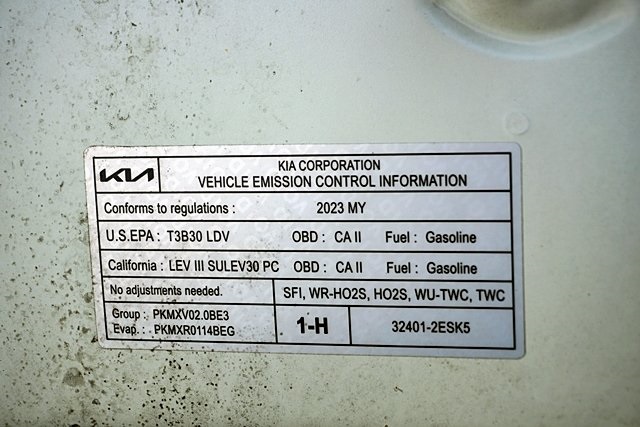 KIA KIA CORPORATION
VEHICLE EMISSION CONTROL INFORMATION
Conforms to regulations : 2023 MY
U.S.EPA : T3B30 LDV OBD : CA II Fuel : Gasoline
California : LEV III SULEV30 PC OBD : CA II Fuel : Gasoline
No adjustments needed. SFI, WR-HO2S, HO2S, WU-TWC, TWC
Group : PKMXV02.0BE3
Evap. : PKMXR0114BEG 1-H 32401-2ESK5